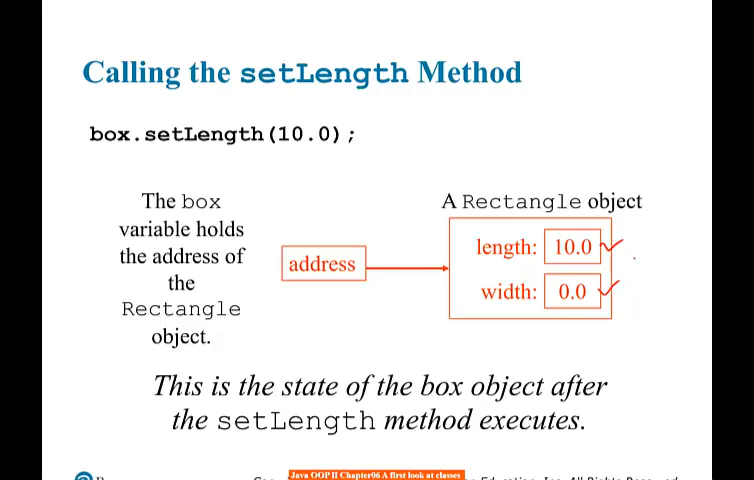 Calling the setLength Method
box.setLength(10.0);
The box
variable holds
the address of
the
Rectangle
object.
address
A Rectangle object
length: 10.0
width: 0.0
This is the state of the box object after
the setLength method executes.
Java OOP II Chapter06 A first look at classes